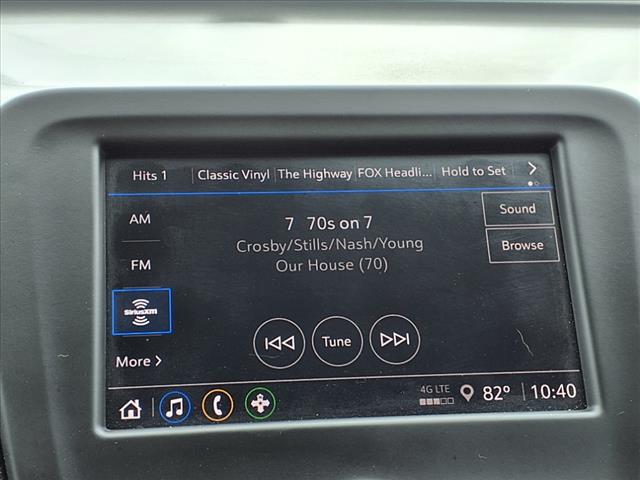 Hits 1 Classic Vinyl The Highway FOX Headli... Hold to Set
AM
7 70s on 7
Sound
Crosby/Stills/Nash/Young
Browse
FM
Our House (70)
SiriusXM
Tune
More
4G LTE
82°
10:40